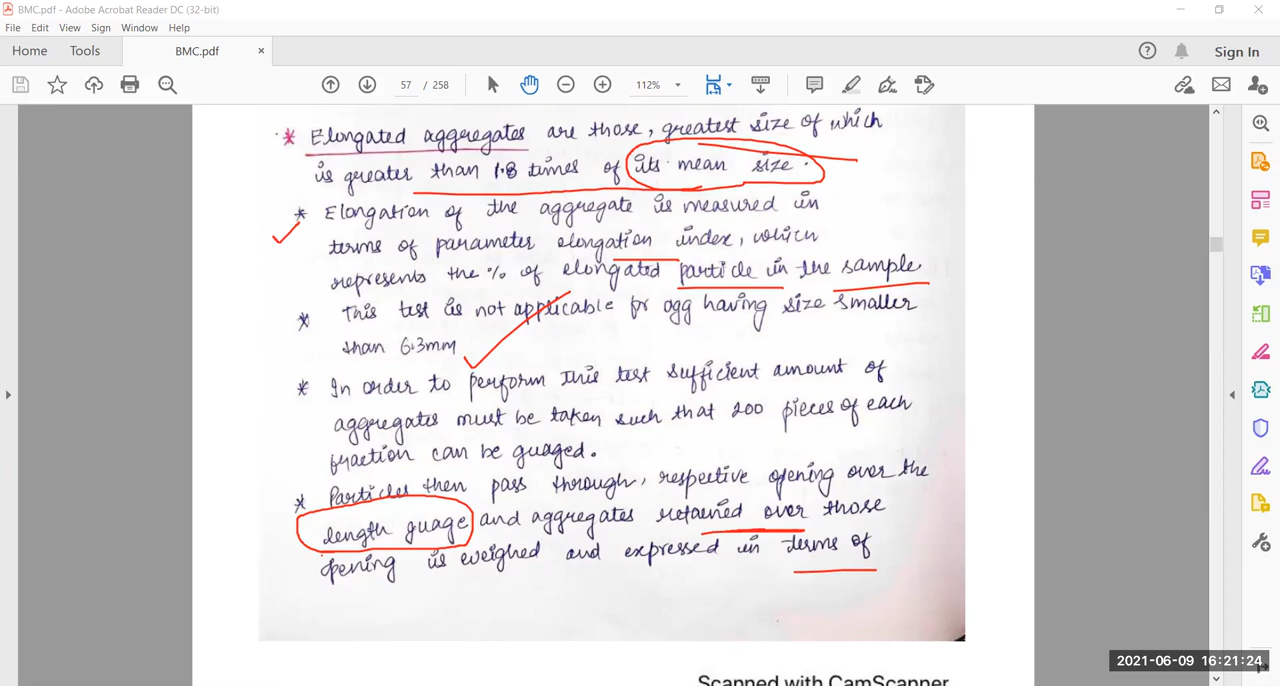 BMC.pdf - Adobe Acrobat Reader DC (32-bit)
File Edit View Sign Window Help
Home Tools BMC.pdf × Sign In
57 / 258 112%
* Elongated aggregates are those, greatest size of which
is greater than 1.8 times of its mean size.
* Elongation of the aggregate is measured in
terms of parameter elongation index, which
represents the % of elongated particle in the sample
* This test is not applicable for agg having size smaller
than 6.3mm
* In order to perform this test sufficient amount of
aggregates must be taken such that 200 pieces of each
fraction can be guaged.
* Particles then pass through, respective opening over the
length guage and aggregates retained over those
opening is weighed and expressed in terms of
2021-06-09 16:21:24
Scanned with CamScanner